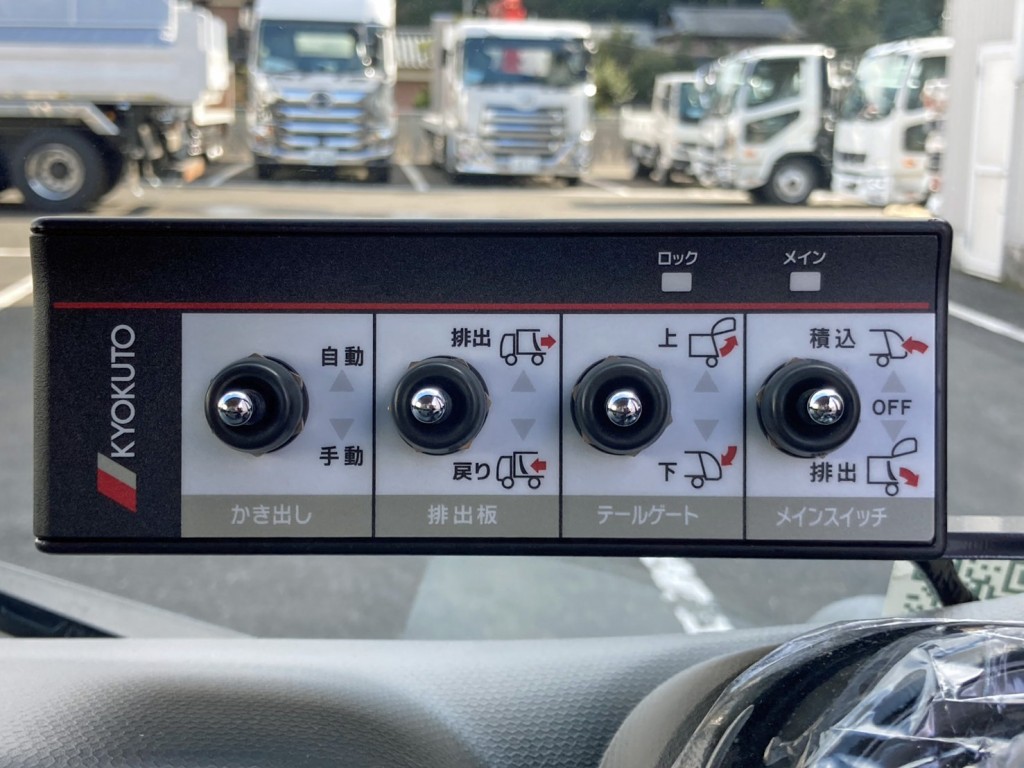 ロック
メイン
KYOKUTO
自動
手動
かき出し
排出
戻り
排出板
上
下
テールゲート
積込
OFF
排出
メインスイッチ